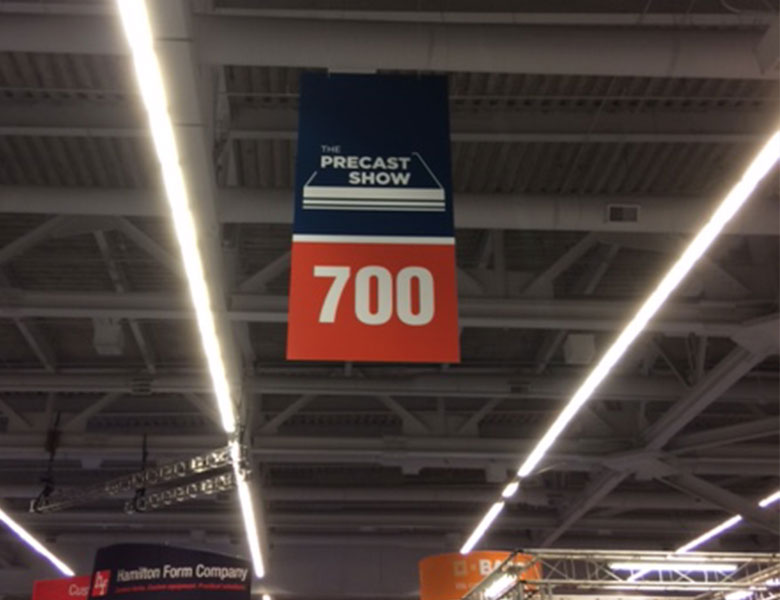 THE
PRECAST
SHOW
700
Hamilton Form Company